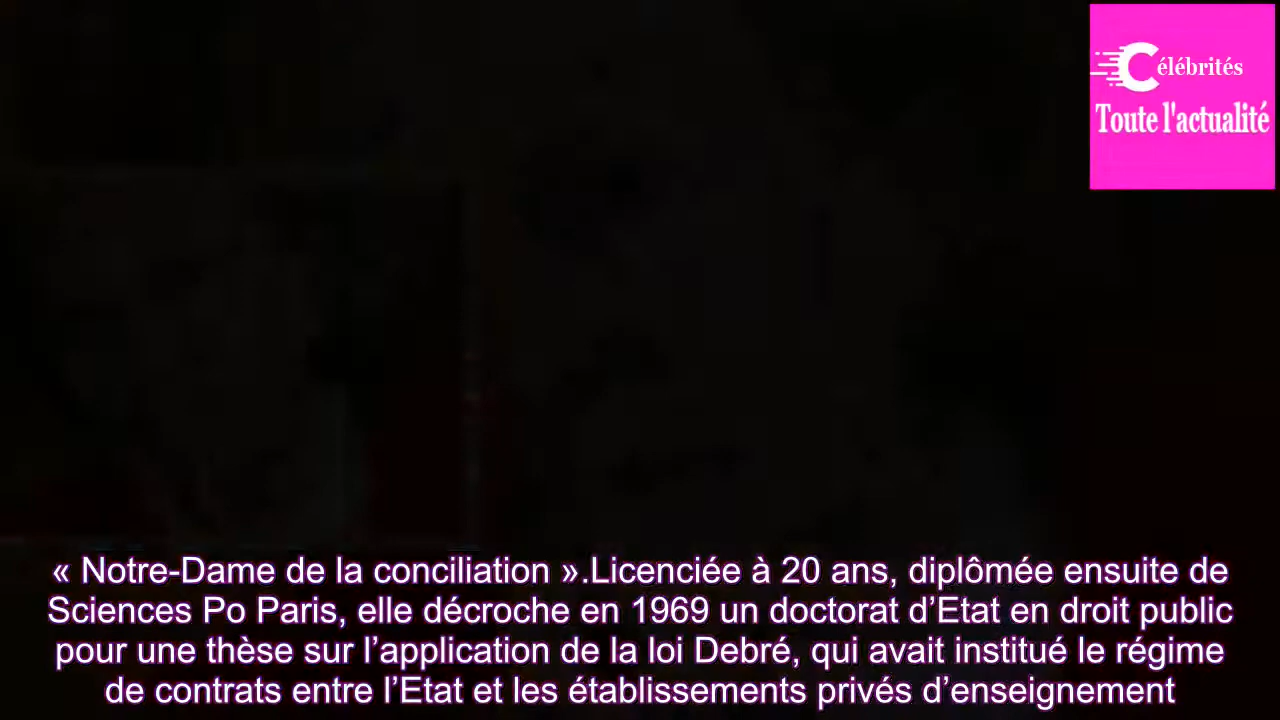 Célébrités
Toute l'actualité
« Notre-Dame de la conciliation ».Licenciée à 20 ans, diplômée ensuite de
Sciences Po Paris, elle décroche en 1969 un doctorat d’Etat en droit public
pour une thèse sur l’application de la loi Debré, qui avait institué le régime
de contrats entre l’Etat et les établissements privés d’enseignement